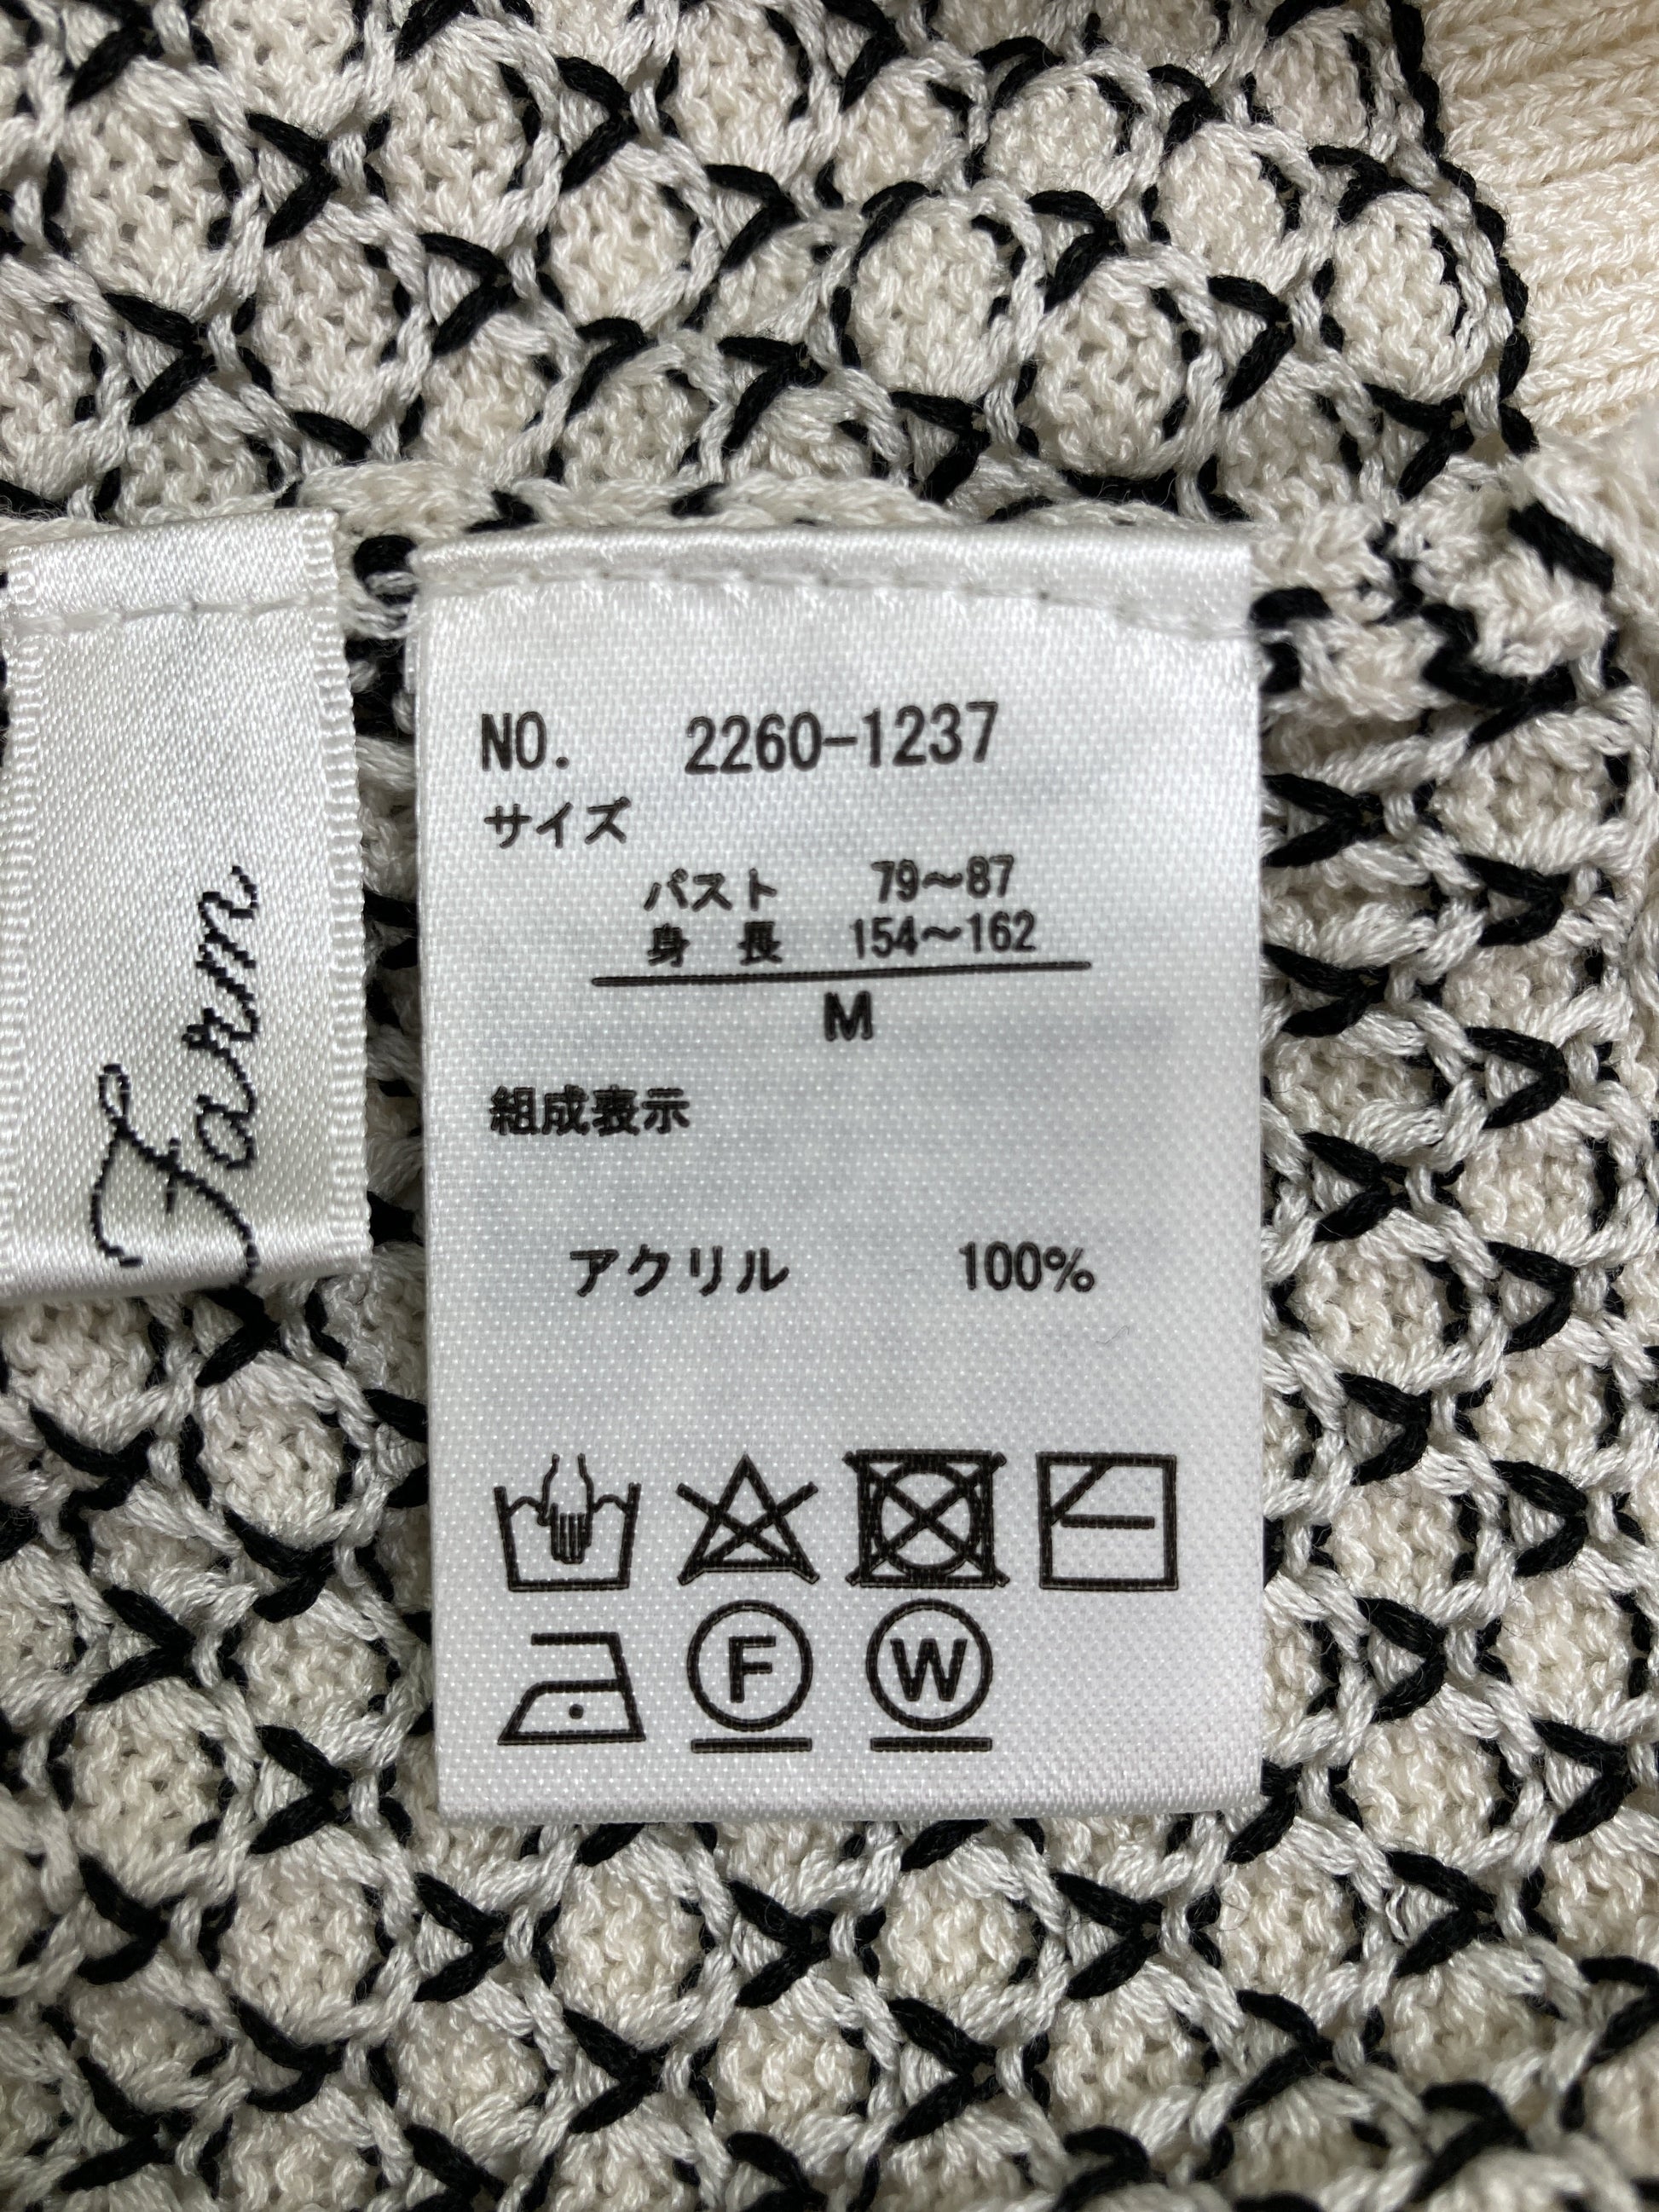 Farm
NO. 2260-1237
サイズ
バスト 79~87
身長 154~162
M
組成表示
アクリル 100%
F W